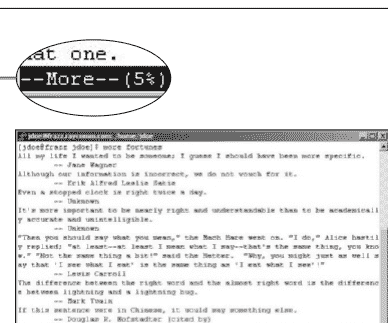 at one.
--More--(5%)
[jdoe@frasz jdoe]$ more fortunes
All my life I wanted to be someone; I guess I should have been more specific.
-- Jane Wagner
Although our information is incorrect, we do not vouch for it.
-- Erik Alfred Leslie Satie
Even a stopped clock is right twice a day.
-- Unknown
It's more important to be nearly right and understandable than to be academicall
y accurate and unintelligible.
-- Unknown
"Then you should say what you mean," the Mach Hare went on. "I do," Alice hastil
y replied; "at least--at least I mean what I say--that's the same thing, you kno
w." "Not the same thing a bit!" said the Hatter. "Why, you might just as well s
ay that 'I see what I eat' is the same thing as 'I eat what I see'!"
-- Lewis Carroll
The difference between the right word and the almost right word is the differenc
e between lightning and a lightning bug.
-- Mark Twain
If this sentence were in Chinese, it would say something else.
-- Douglas R. Hofstadter (cited by)